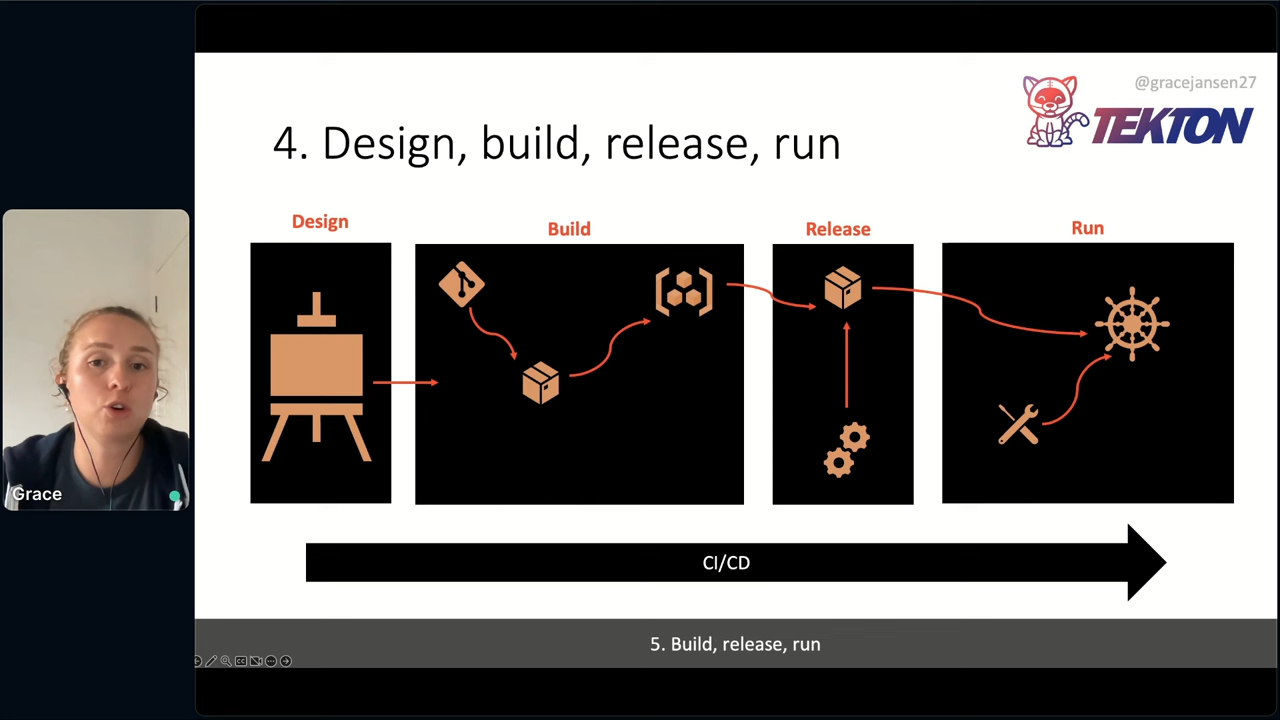 @gracejansen27
TEKTON
4. Design, build, release, run
Design
Build
Release
Run
Grace
CI/CD
5. Build, release, run